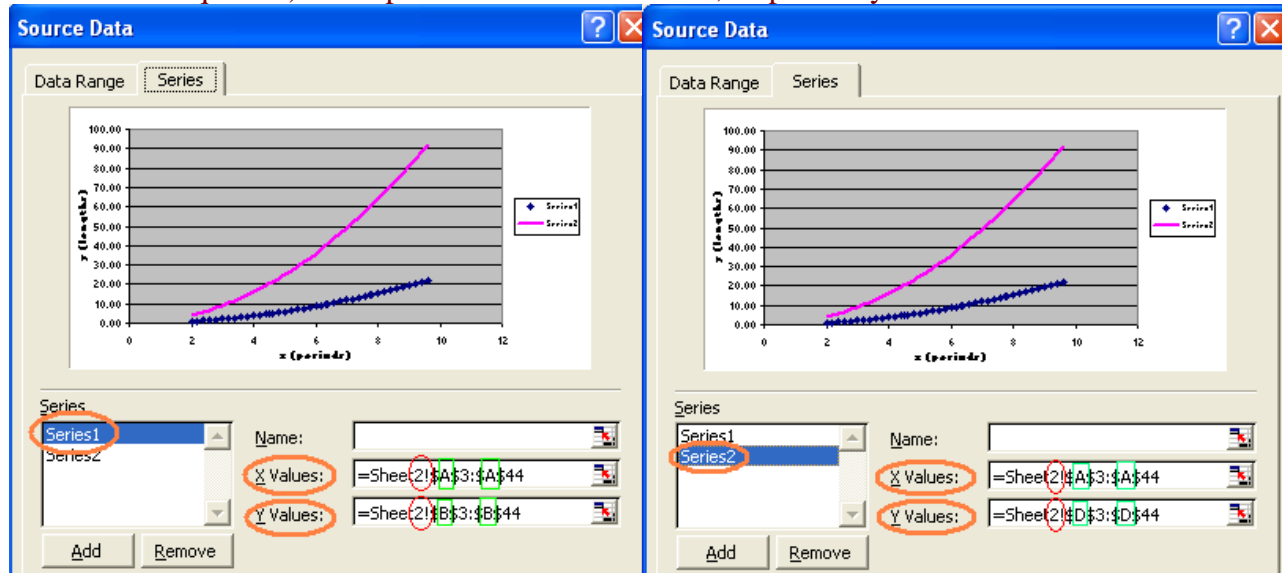 Source Data
Data Range Series
100.00
90.00
80.00
70.00
60.00
50.00
40.00
30.00
20.00
10.00
0.00
y (lengths)
0 2 4 6 8 10 12
x (periods)
Series1
Series2
Series
Series1
Series2
Name:
X Values: =Sheet2!$A$3:$A$44
Y Values: =Sheet2!$B$3:$B$44
Add Remove
Source Data
Data Range Series
100.00
90.00
80.00
70.00
60.00
50.00
40.00
30.00
20.00
10.00
0.00
y (lengths)
0 2 4 6 8 10 12
x (periods)
Series1
Series2
Series
Series1
Series2
Name:
X Values: =Sheet2!$A$3:$A$44
Y Values: =Sheet2!$D$3:$D$44
Add Remove